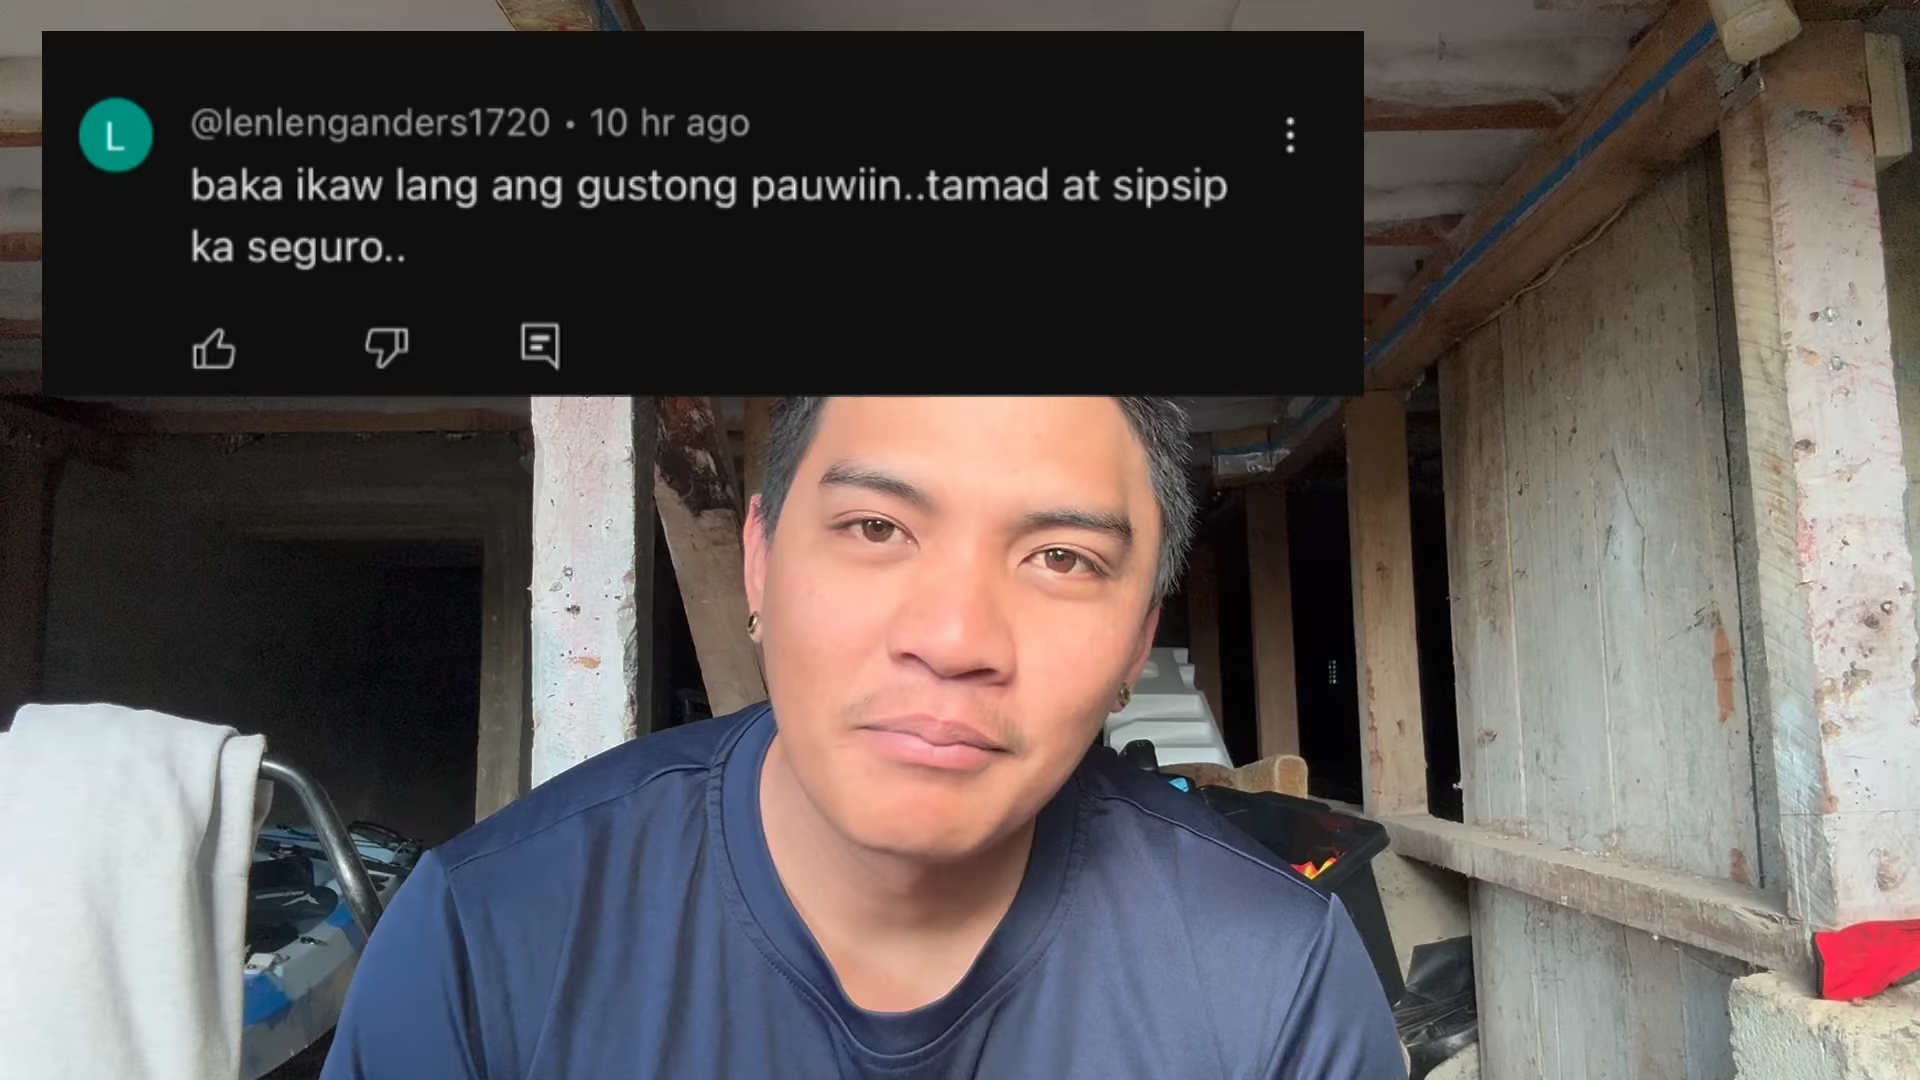 L
@lenlenganders1720 • 10 hr ago
baka ikaw lang ang gustong pauwiin..tamad at sipsip
ka seguro..